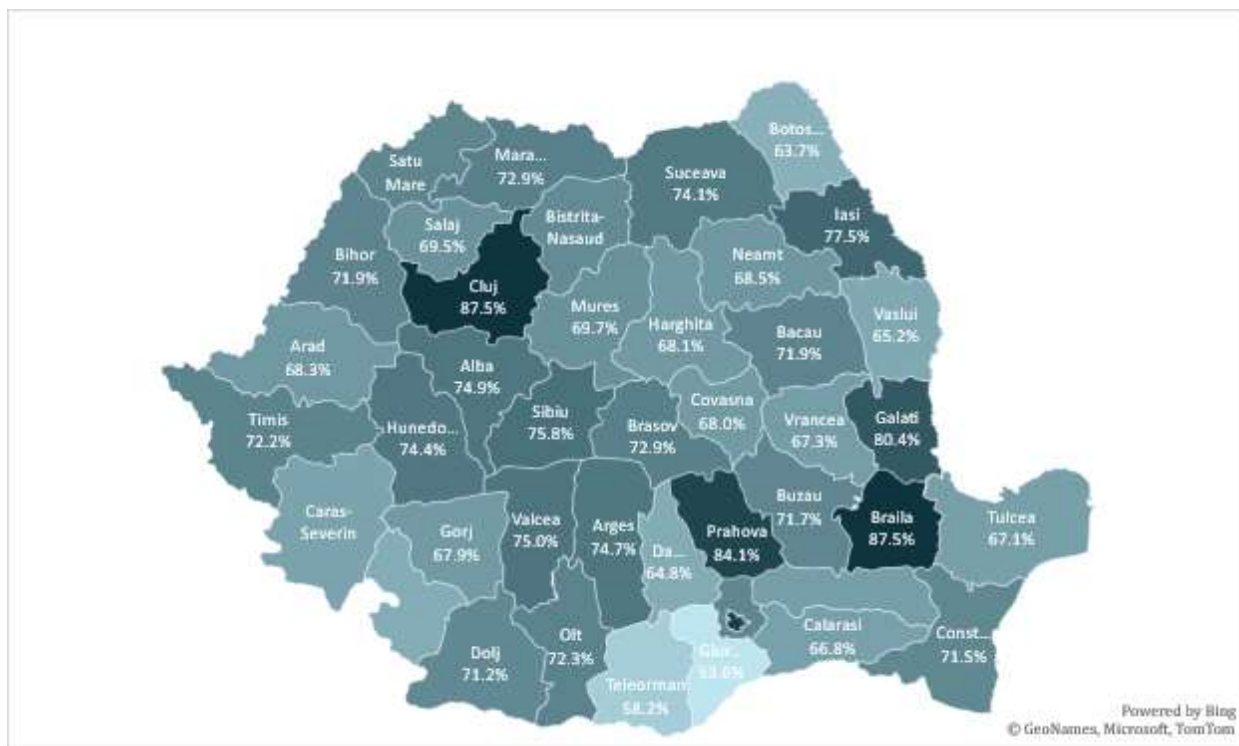 Botos...
63.7%
Mara...
72.9%
Satu
Mare
Suceava
74.1%
Iasi
77.5%
Salaj
69.5%
Bistrita-
Nasaud
Bihor
71.9%
Neamt
68.5%
Cluj
87.5%
Mures
69.7%
Harghita
68.1%
Vaslui
65.2%
Bacau
71.9%
Arad
68.3%
Alba
74.9%
Covasna
68.0%
Sibiu
75.8%
Timis
72.2%
Hunedo...
74.4%
Brasov
72.9%
Vrancea
67.3%
Galati
80.4%
Buzau
71.7%
Caras-
Severin
Gorj
67.9%
Valcea
75.0%
Arges
74.7%
Da...
64.8%
Prahova
84.1%
Braila
87.5%
Tulcea
67.1%
Calarasi
66.8%
Const...
71.5%
Olt
72.3%
Dolj
71.2%
Giur...
Teleorman
58.2%
Powered by Bing
© GeoNames, Microsoft, TomTom